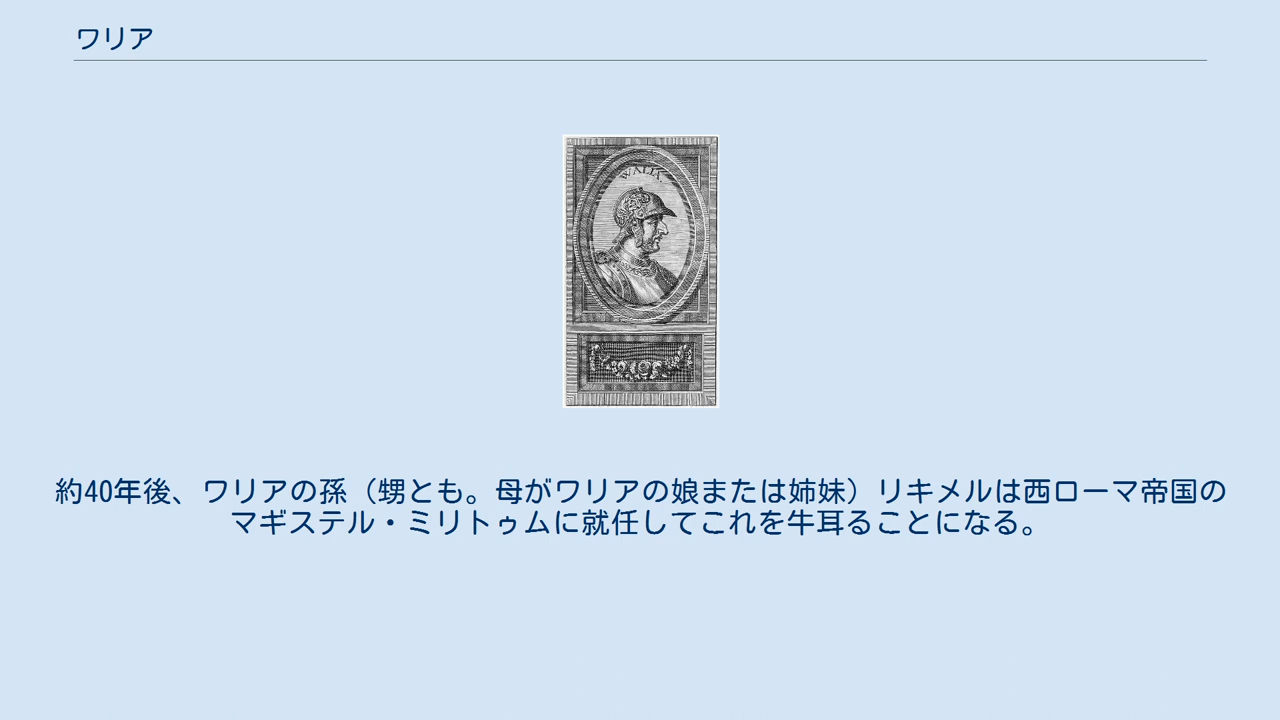 ワリア
WALIA.
約40年後、ワリアの孫（甥とも。母がワリアの娘または姉妹）リキメルは西ローマ帝国の
マギステル・ミリトゥムに就任してこれを牛耳ることになる。